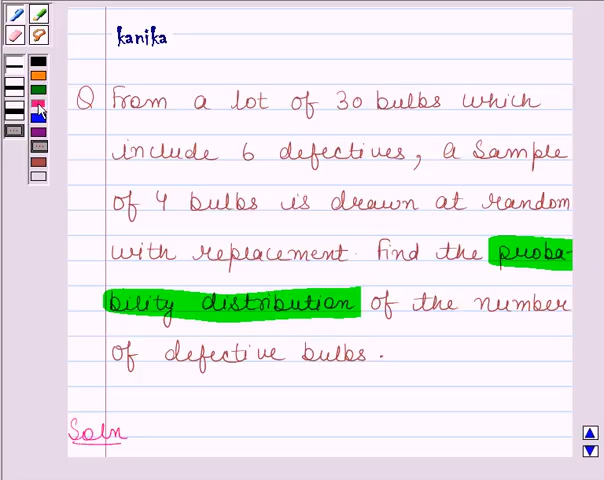 kanika
Q From a lot of 30 bulbs which
include 6 defectives, a sample
of 4 bulbs is drawn at random
with replacement. Find the proba-
bility distribution of the number
of defective bulbs.
Soln